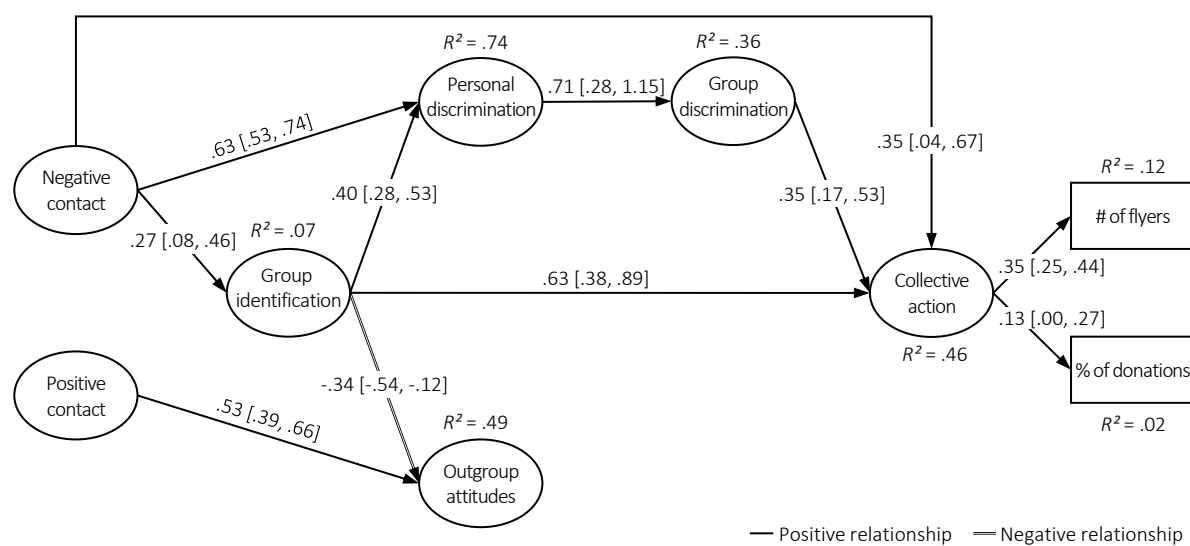 R² = .74
R² = .36
Personal
discrimination
.71 [.28, 1.15]
Group
discrimination
.63 [.53, .74]
.35 [.04, .67]
R² = .12
Negative
contact
.40 [.28, .53]
.35 [.17, .53]
# of flyers
.27 [.08, .46]
R² = .07
Group
identification
.63 [.38, .89]
Collective
action
.35 [.25, .44]
.13 [.00, .27]
R² = .46
Positive
contact
-.34 [-.54, -.12]
% of donations
.53 [.39, .66]
R² = .49
R² = .02
Outgroup
attitudes
Positive relationship
Negative relationship